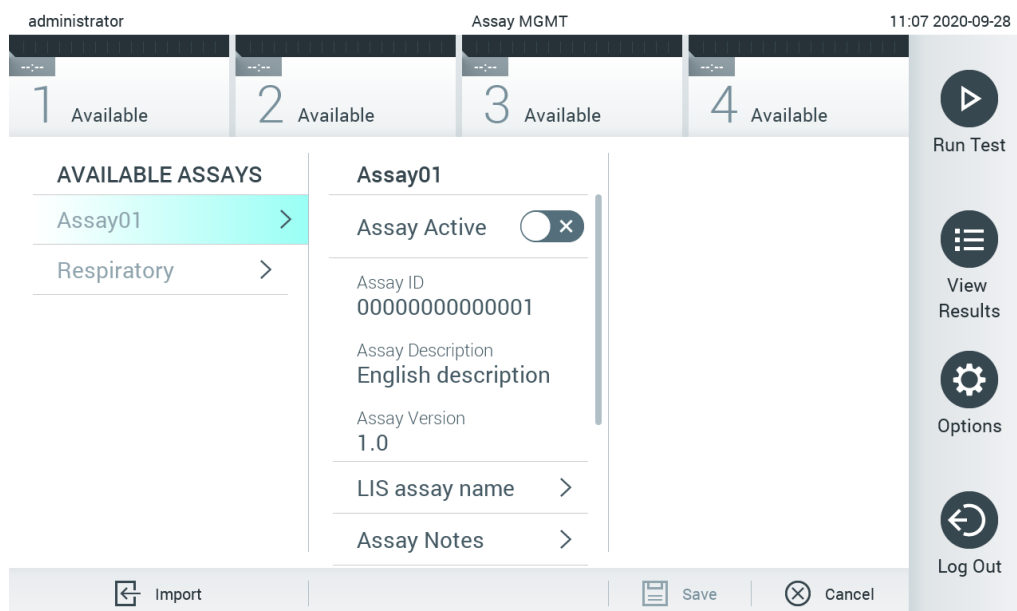 administrator
Assay MGMT
11:07 2020-09-28
--:--
1 Available
--:--
2 Available
--:--
3 Available
--:--
4 Available
Run Test
View
Results
Options
Log Out
AVAILABLE ASSAYS
Assay01
Respiratory
Assay01
Assay Active
Assay ID
00000000000001
Assay Description
English description
Assay Version
1.0
LIS assay name
Assay Notes
Import
Save
Cancel